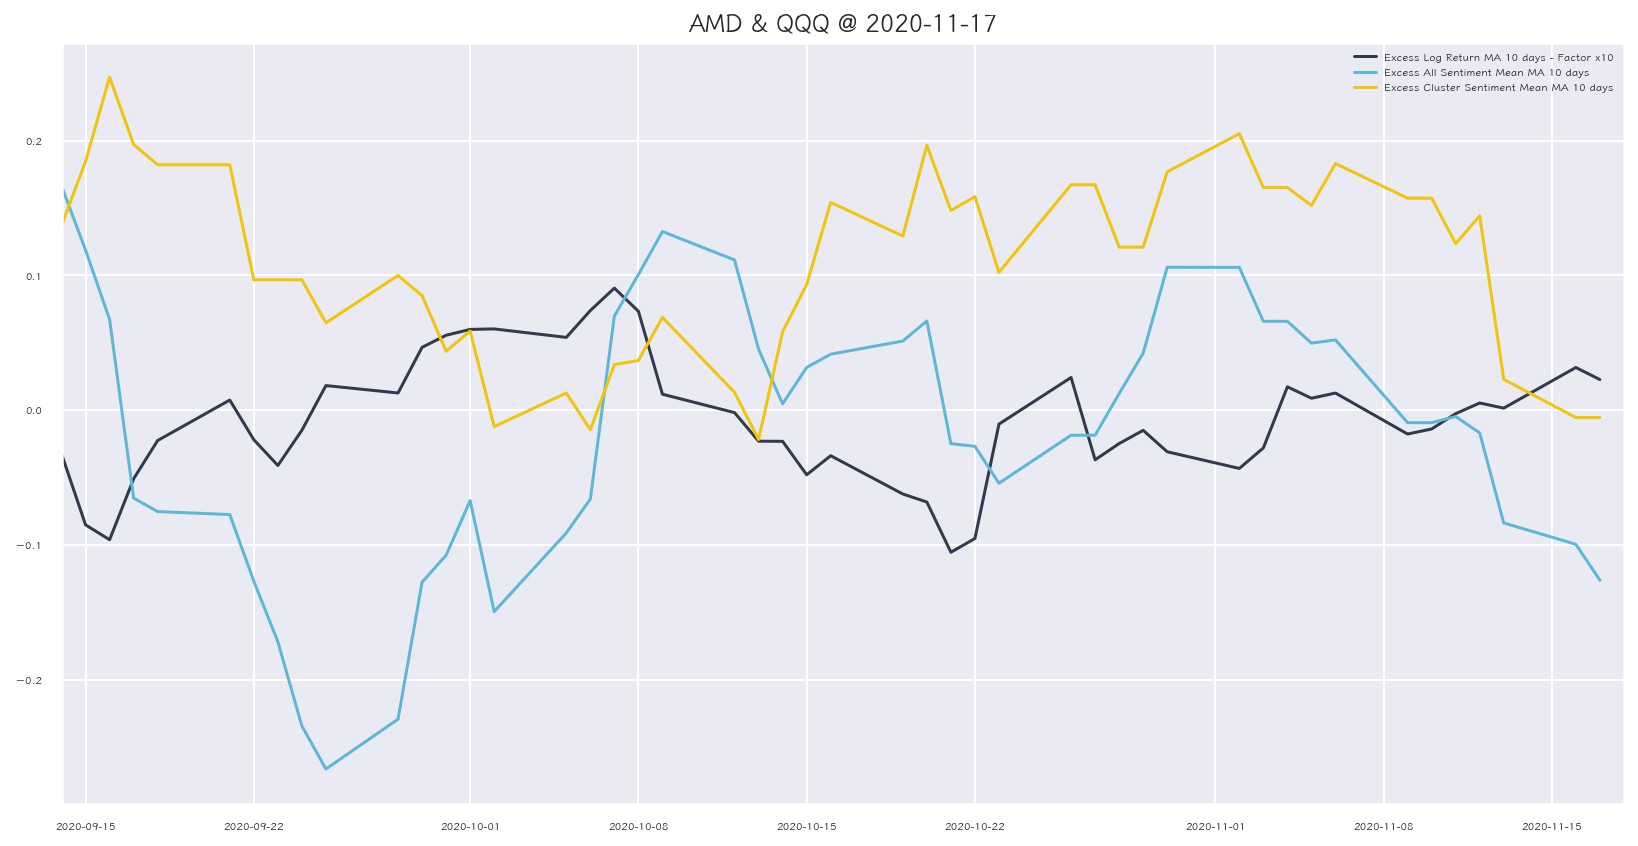 AMD & QQQ @ 2020-11-17
Excess Log Return MA 10 days - Factor x10
Excess All Sentiment Mean MA 10 days
Excess Cluster Sentiment Mean MA 10 days
0.2
0.1
0.0
−0.1
−0.2
2020-09-15 2020-09-22 2020-10-01 2020-10-08 2020-10-15 2020-10-22 2020-11-01 2020-11-08 2020-11-15